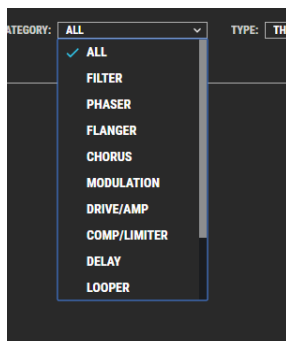 ATEGORY: ALL TYPE: TH
ALL
FILTER
PHASER
FLANGER
CHORUS
MODULATION
DRIVE/AMP
COMP/LIMITER
DELAY
LOOPER